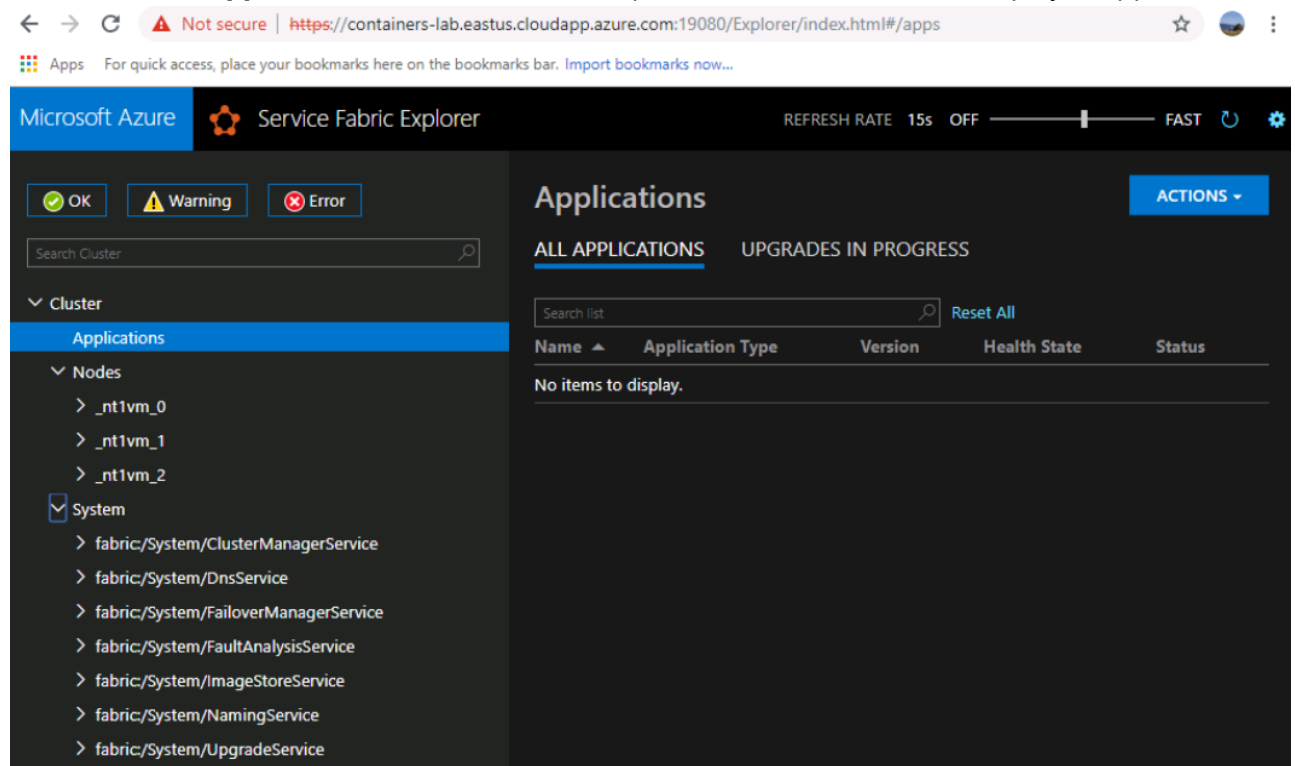 Not secure | https://containers-lab.eastus.cloudapp.azure.com:19080/Explorer/index.html#/apps
Apps For quick access, place your bookmarks here on the bookmarks bar. Import bookmarks now...
Microsoft Azure Service Fabric Explorer REFRESH RATE 15s OFF FAST
OK Warning Error
Search Cluster
Cluster
Applications
Nodes
_nt1vm_0
_nt1vm_1
_nt1vm_2
System
fabric:/System/ClusterManagerService
fabric:/System/DnsService
fabric:/System/FailoverManagerService
fabric:/System/FaultAnalysisService
fabric:/System/ImageStoreService
fabric:/System/NamingService
fabric:/System/UpgradeService
Applications ACTIONS
ALL APPLICATIONS UPGRADES IN PROGRESS
Search list Reset All
Name Application Type Version Health State Status
No items to display.